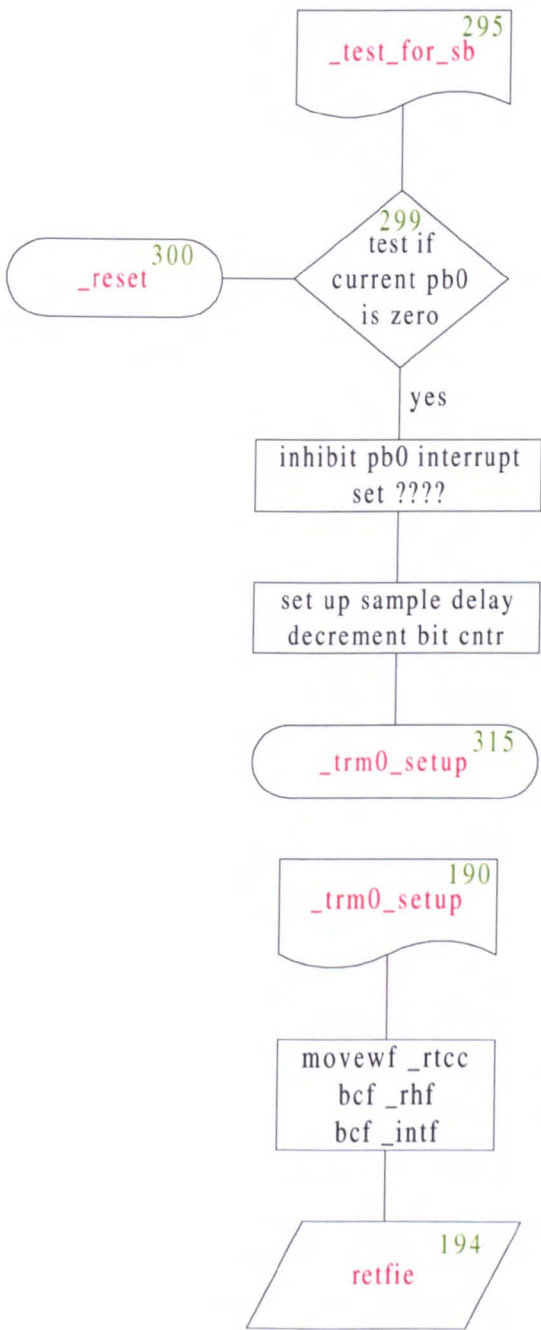 295
_test_for_sb
299
test if
current pb0
is zero
300
_reset
yes
inhibit pb0 interrupt
set ????
set up sample delay
decrement bit cntr
315
_trm0_setup
190
_trm0_setup
movewf _rtcc
bcf _rhf
bcf _intf
194
retfie